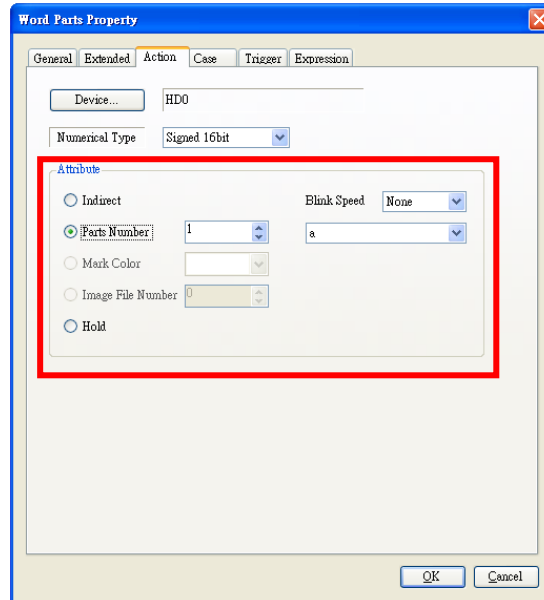 Word Parts Property
General Extended Action Case Trigger Expression
Device... HD0
Numerical Type Signed 16bit
Attribute
Indirect Blink Speed None
Parts Number 1 a
Mark Color
Image File Number 0
Hold
OK Cancel